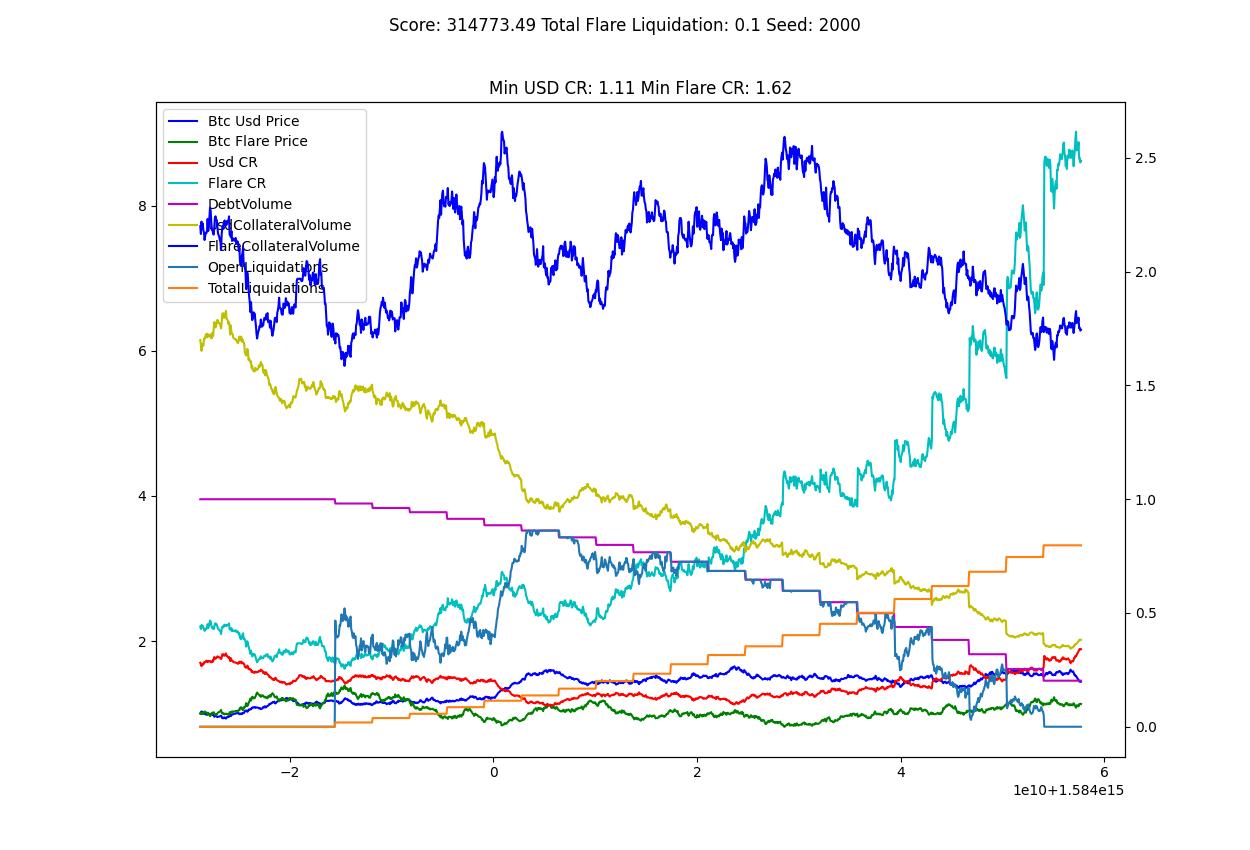 Score: 314773.49 Total Flare Liquidation: 0.1 Seed: 2000
Min USD CR: 1.11 Min Flare CR: 1.62
Btc Usd Price
Btc Flare Price
Usd CR
Flare CR
DebtVolume
UsdCollateralVolume
FlareCollateralVolume
OpenLiquidations
TotalLiquidations
8
6
4
2
2.5
2.0
1.5
1.0
0.5
0.0
−2
0
2
4
6
1e10+1.584e15